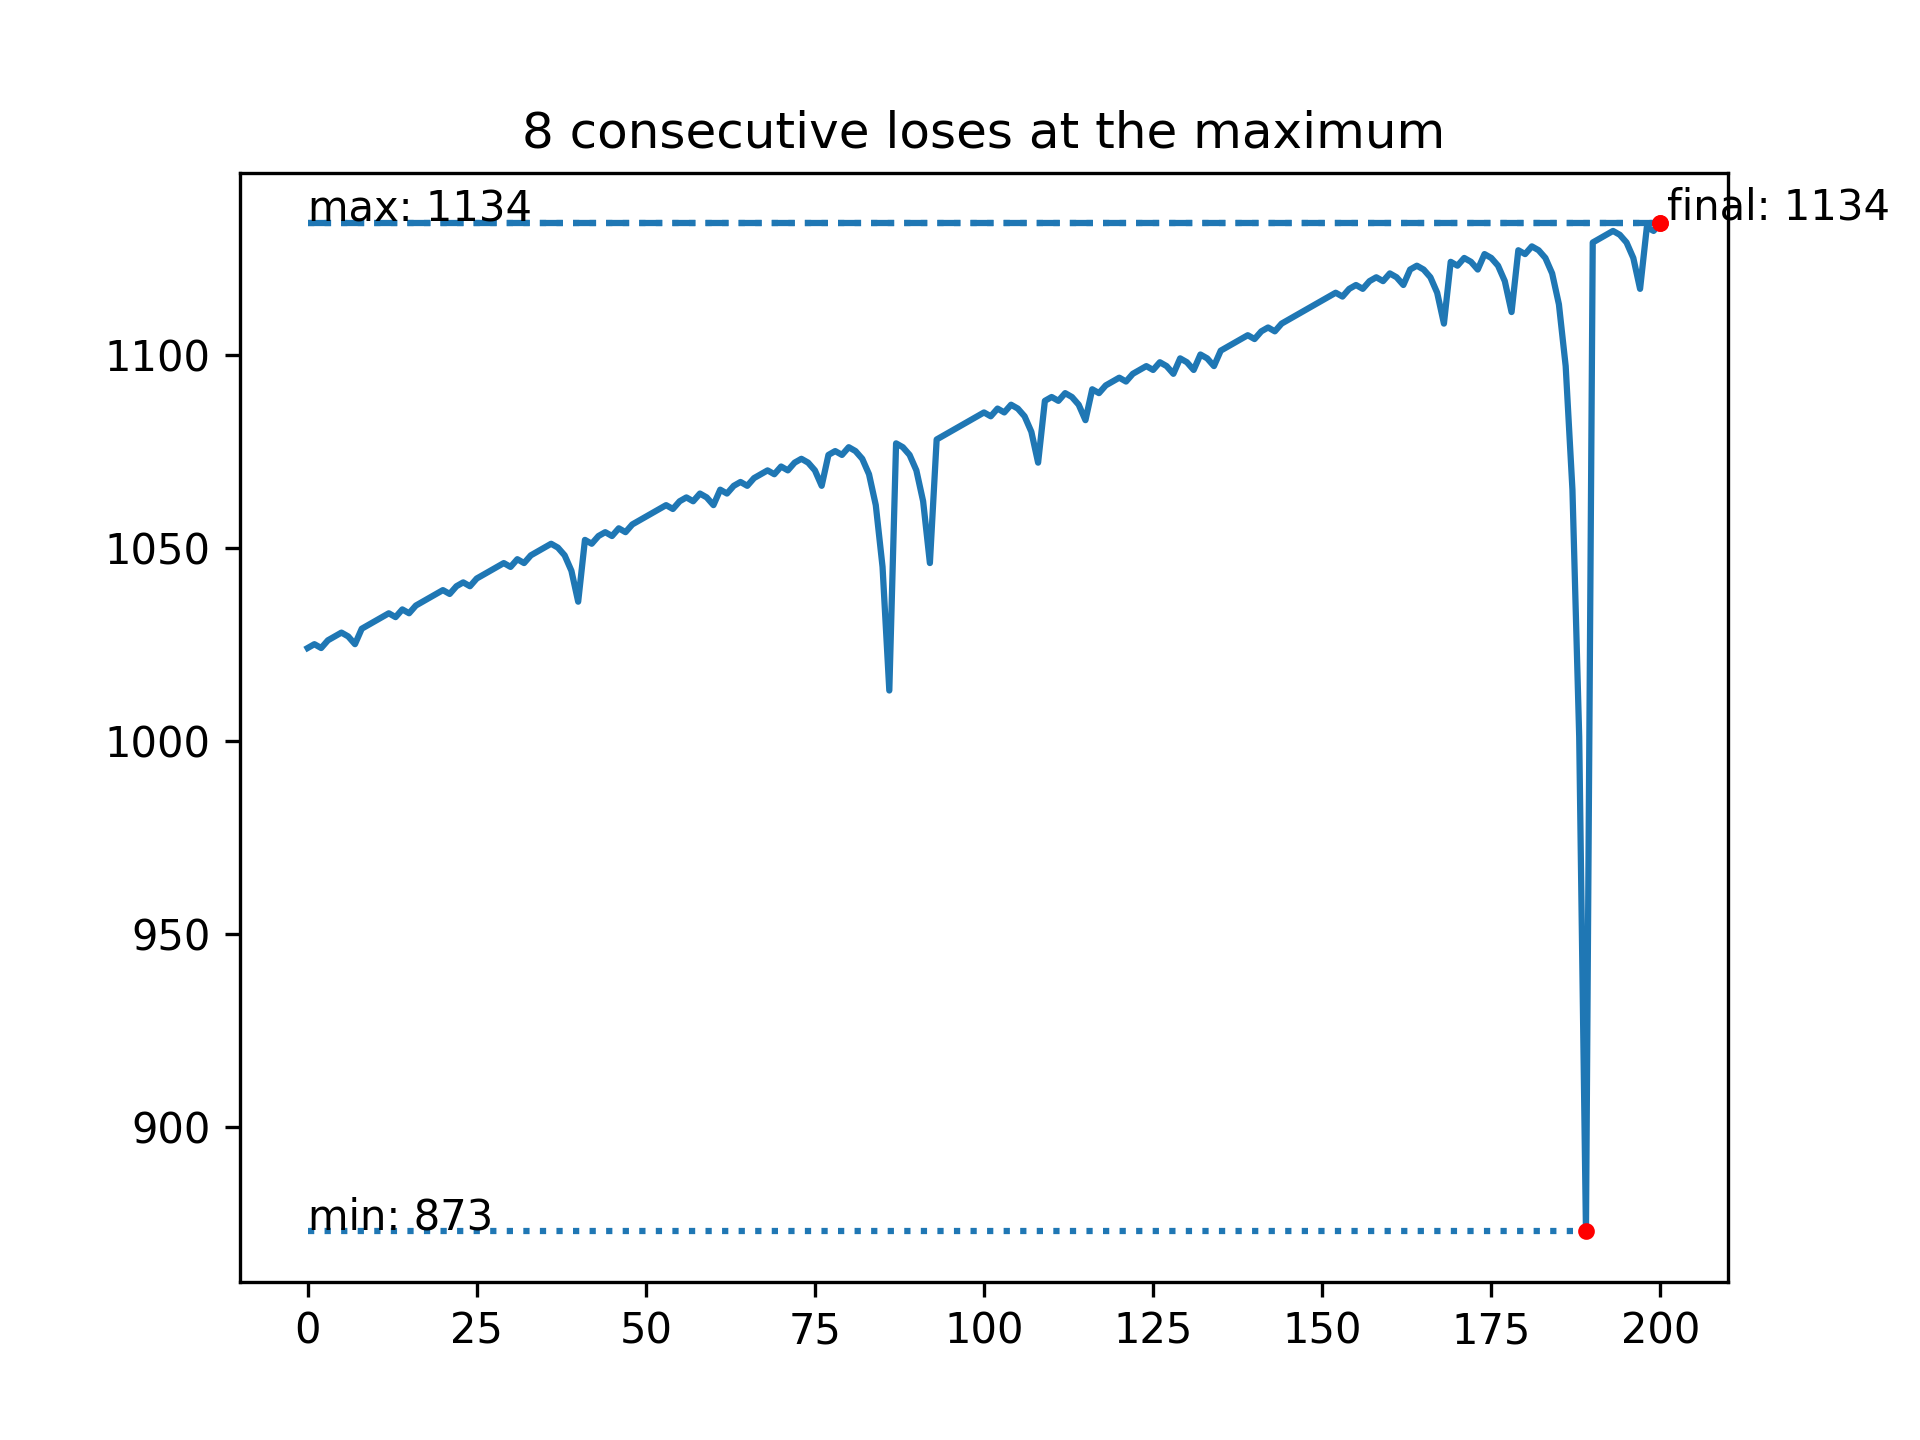 8 consecutive loses at the maximum
max: 1134
final: 1134
1100
1050
1000
950
900
min: 873
0 25 50 75 100 125 150 175 200